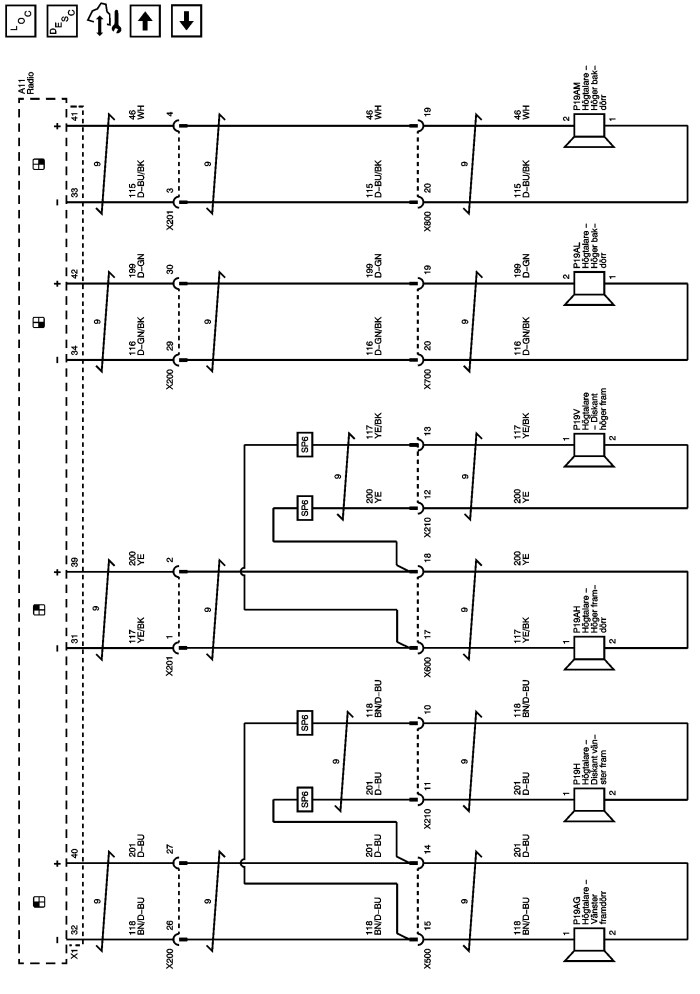 LOC
DESC
A11
Radio
- + - + - + - +
X1 32 40 31 39 34 42 33 41
9 9 9 9
118 201 117 200 116 199 115 46
BN/D-BU D-BU YE/BK YE D-GN/BK D-GN D-BU/BK WH
X200 26 27 X201 1 2 X200 29 30 X201 3 4
9 9 9 9
SP6 SP6 SP6 SP6
9 9
118 201 201 118 200 117 116 199 115 46
BN/D-BU D-BU D-BU BN/D-BU YE YE/BK D-GN/BK D-GN D-BU/BK WH
X500 15 14 X210 11 10 X600 17 18 X210 12 13 X700 20 19 X800 20 19
9 9 9 9 9 9
118 201 201 118 117 200 200 117 116 199 115 46
BN/D-BU D-BU D-BU BN/D-BU YE/BK YE YE YE/BK D-GN/BK D-GN D-BU/BK WH
P19AG
Högtalare -
Vänster
framdörr
1 2
P19H
Högtalare -
Diskant vän-
ster fram
1 2
P19AH
Högtalare -
Höger fram-
dörr
1 2
P19V
Högtalare
- Diskant
höger fram
1 2
P19AL
Högtalare -
Höger bak-
dörr
2 1
P19AM
Högtalare -
Höger bak-
dörr
2 1